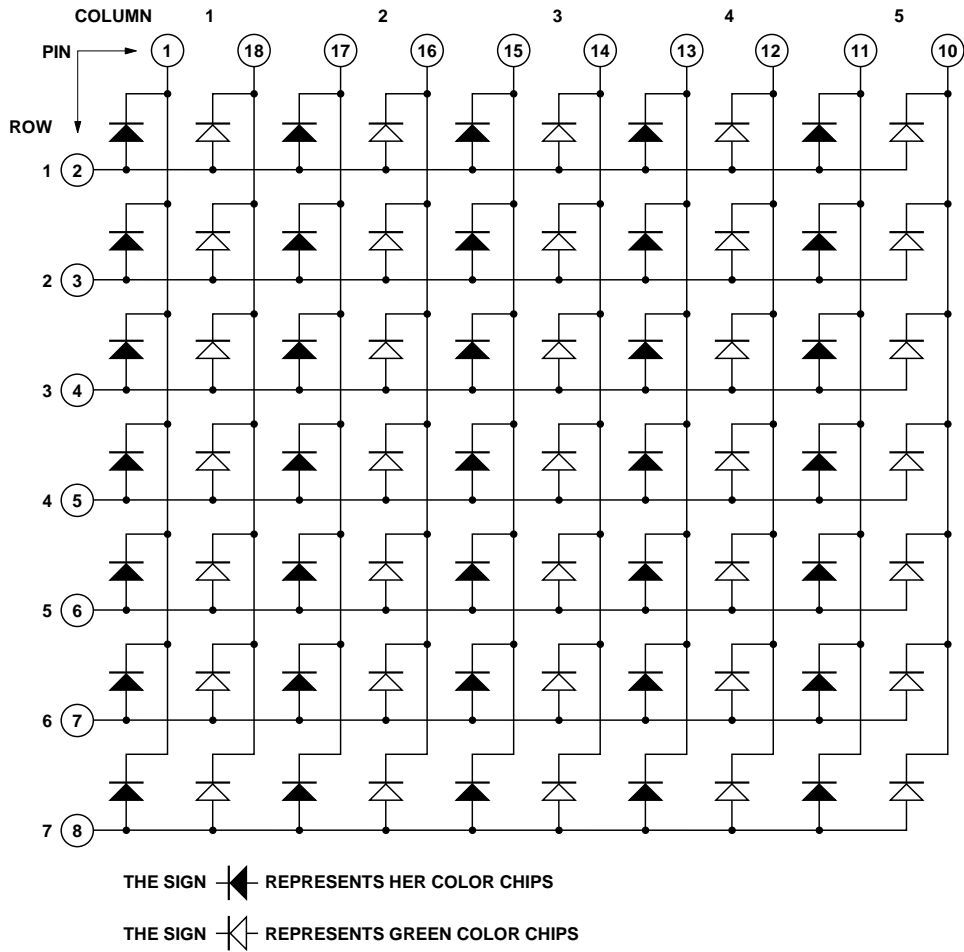 COLUMN 1 2 3 4 5
PIN 1 18 17 16 15 14 13 12 11 10
ROW
1 2
2 3
3 4
4 5
5 6
6 7
7 8
THE SIGN REPRESENTS HER COLOR CHIPS
THE SIGN REPRESENTS GREEN COLOR CHIPS